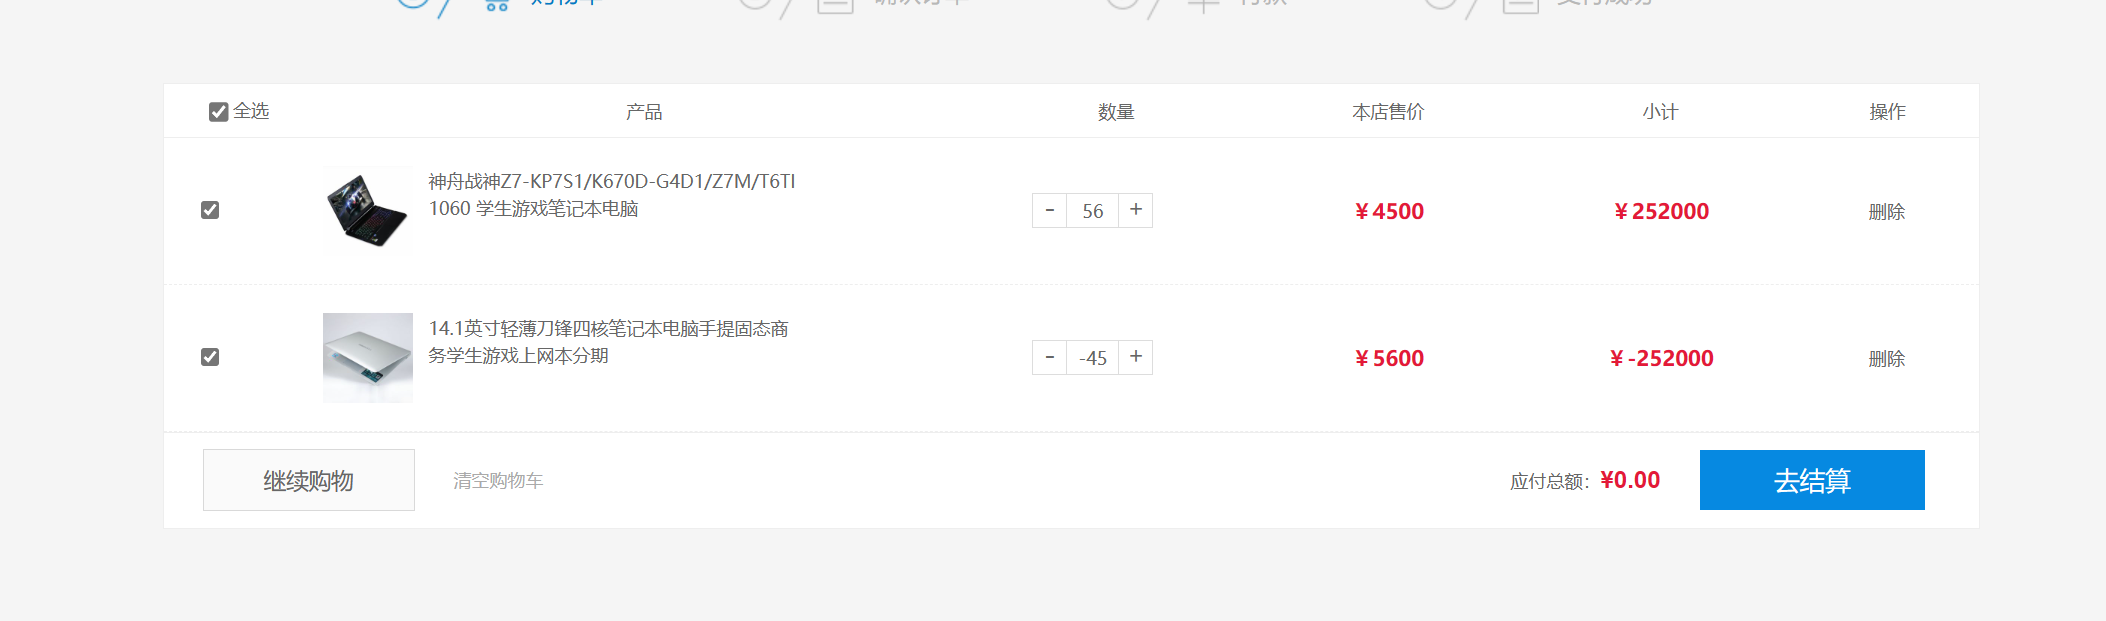 全选 产品 数量 本店售价 小计 操作
神舟战神Z7-KP7S1/K670D-G4D1/Z7M/T6TI
1060 学生游戏笔记本电脑
- 56 +
¥ 4500
¥ 252000
删除
14.1英寸轻薄刀锋四核笔记本电脑手提固态商
务学生游戏上网本分期
- -45 +
¥ 5600
¥ -252000
删除
继续购物 清空购物车 应付总额: ¥0.00 去结算